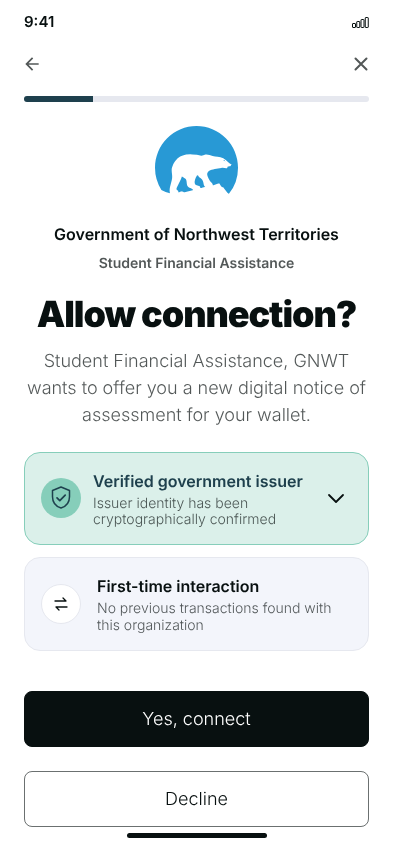 9:41
Government of Northwest Territories
Student Financial Assistance
Allow connection?
Student Financial Assistance, GNWT
wants to offer you a new digital notice of
assessment for your wallet.
Verified government issuer
Issuer identity has been
cryptographically confirmed
First-time interaction
No previous transactions found with
this organization
Yes, connect
Decline